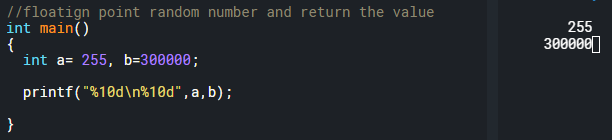 //floatign point random number and return the value
int main()
{
int a= 255, b=300000;
printf("%10d\n%10d",a,b);
}
255
300000